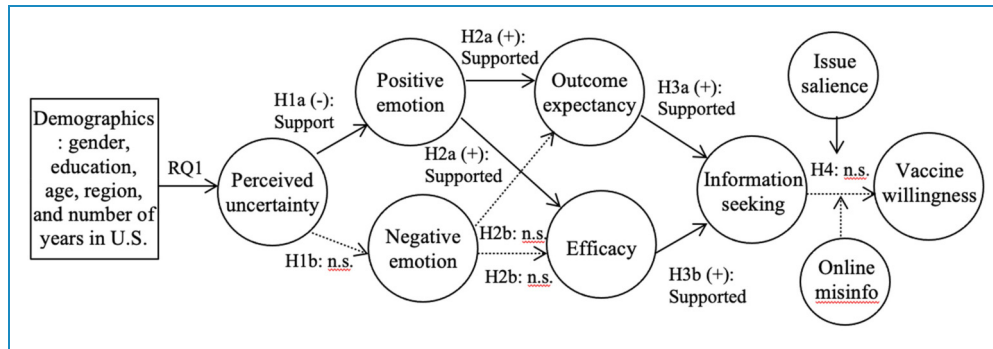 Demographics
: gender,
education,
age, region,
and number of
years in U.S.
RQ1
Perceived
uncertainty
H1a (-):
Support
H1b: n.s.
Positive
emotion
Negative
emotion
H2a (+):
Supported
H2a (+):
Supported
H2b: n.s.
H2b: n.s.
Outcome
expectancy
Efficacy
H3a (+):
Supported
H3b (+):
Supported
Information
seeking
Issue
salience
H4: n.s.
Online
misinfo
Vaccine
willingness